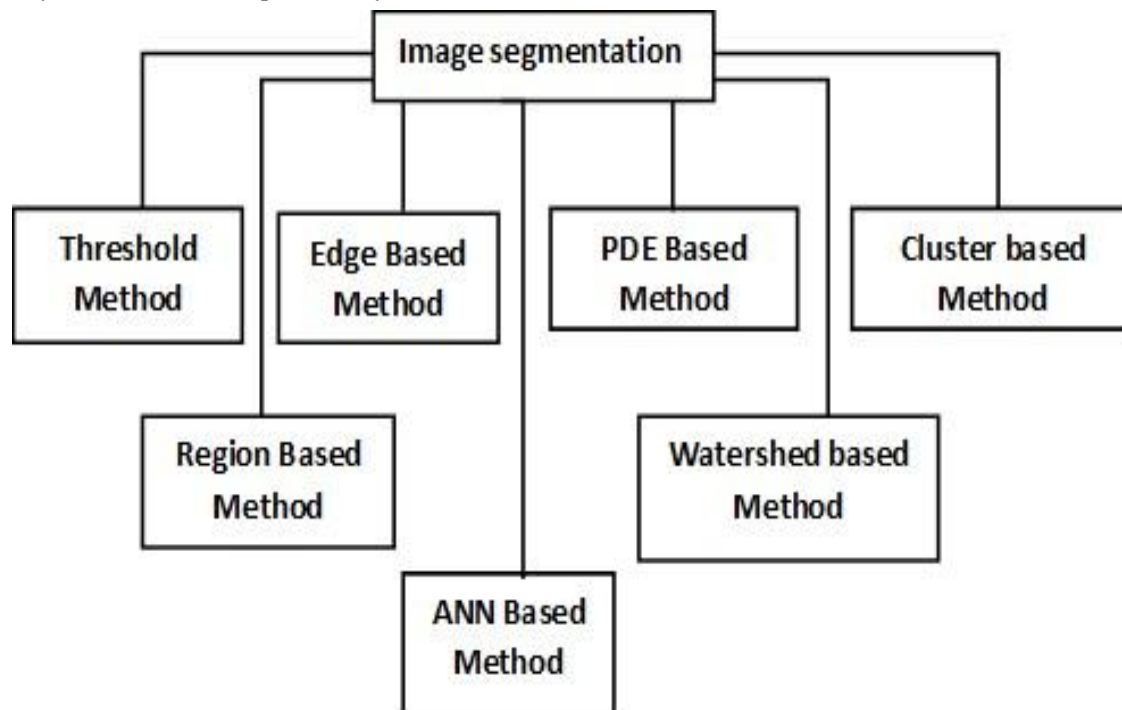 Image segmentation
Threshold
Method
Edge Based
Method
PDE Based
Method
Cluster based
Method
Region Based
Method
Watershed based
Method
ANN Based
Method